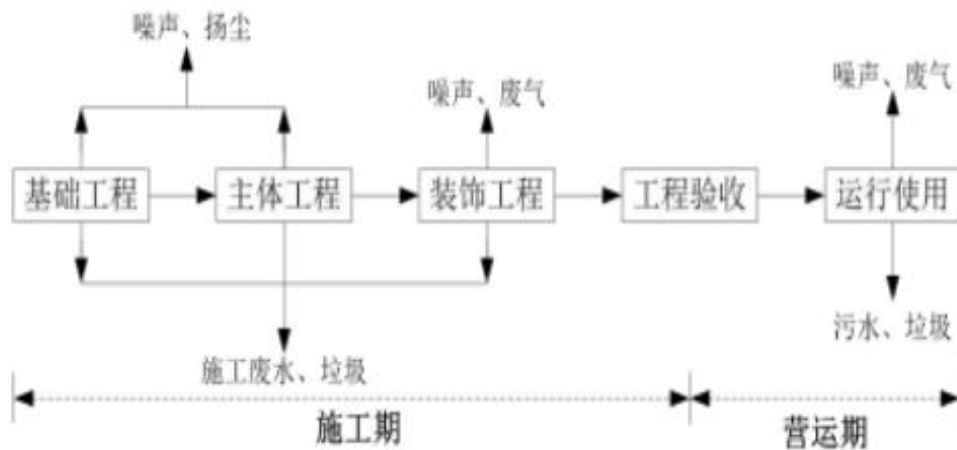 噪声、扬尘
噪声、废气
噪声、废气
基础工程
主体工程
装饰工程
工程验收
运行使用
施工废水、垃圾
污水、垃圾
施工期
营运期